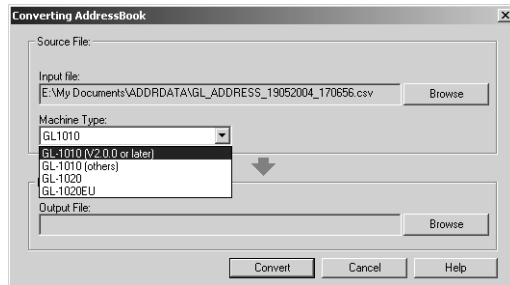 Converting AddressBook
Source File:
Input file:
E:\My Documents\ADDRDATA\GL_ADDRESS_19052004_170656.csv
Browse
Machine Type:
GL1010
GL-1010 (V2.0.0 or later)
GL-1010 (others)
GL-1020
GL-1020EU
Output File:
Browse
Convert
Cancel
Help